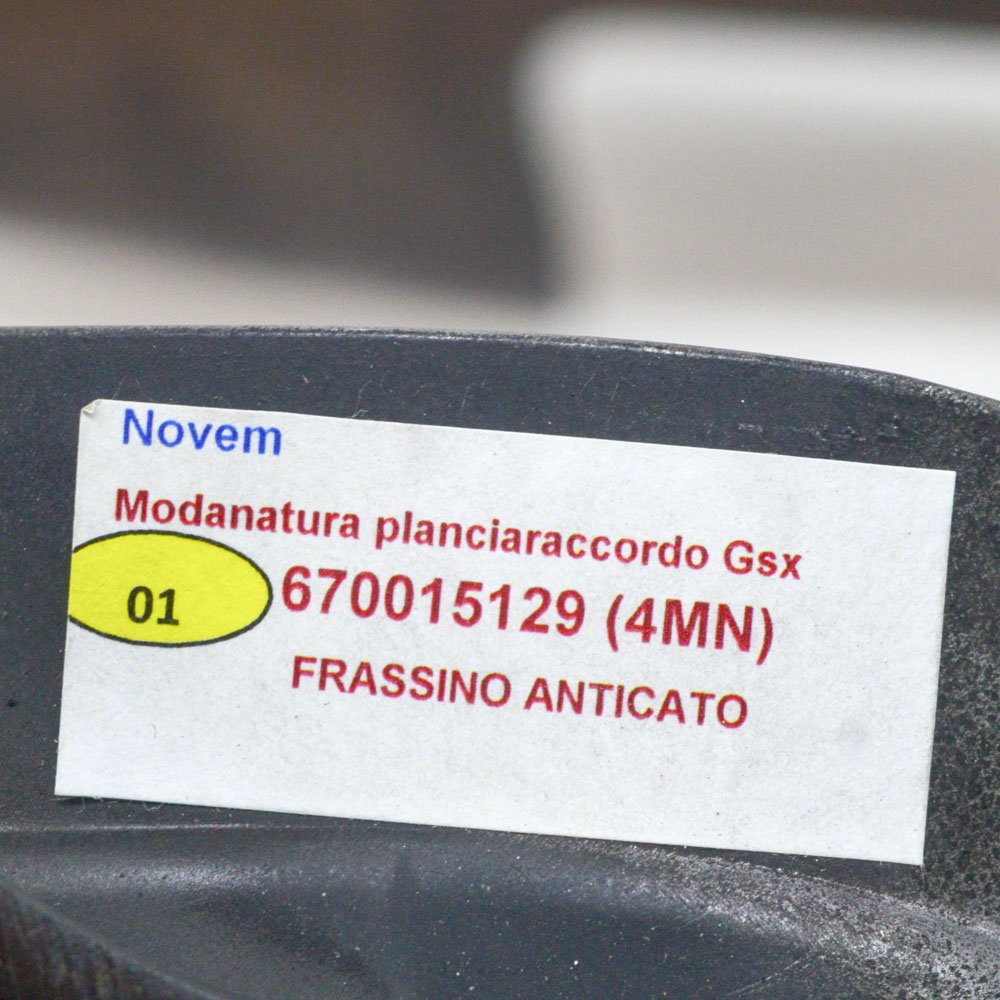 Novem
Modanatura planciaraccordo Gsx
01
670015129 (4MN)
FRASSINO ANTICATO